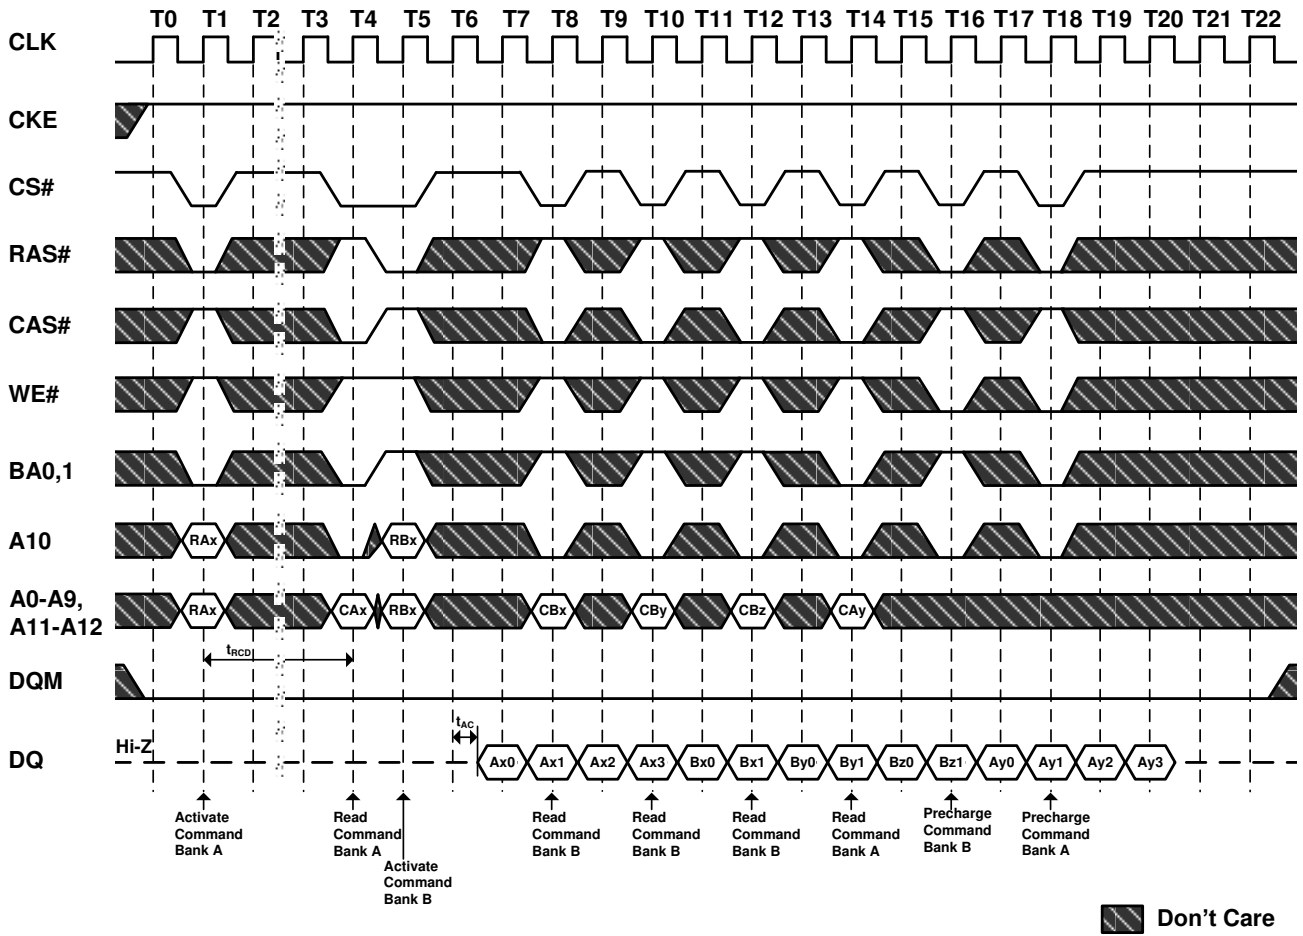 T0 T1 T2 T3 T4 T5 T6 T7 T8 T9 T10 T11 T12 T13 T14 T15 T16 T17 T18 T19 T20 T21 T22
CLK
CKE
CS#
RAS#
CAS#
WE#
BA0,1
A10
RAx RBx
A0-A9,
A11-A12
RAx CAx RBx CBx CBy CBz CAy
tRCD
DQM
tAC
Hi-Z
DQ
Ax0 Ax1 Ax2 Ax3 Bx0 Bx1 By0 By1 Bz0 Bz1 Ay0 Ay1 Ay2 Ay3
Activate
Command
Bank A
Read
Command
Bank A
Activate
Command
Bank B
Read
Command
Bank B
Read
Command
Bank B
Read
Command
Bank B
Read
Command
Bank A
Precharge
Command
Bank B
Precharge
Command
Bank A
Don't Care